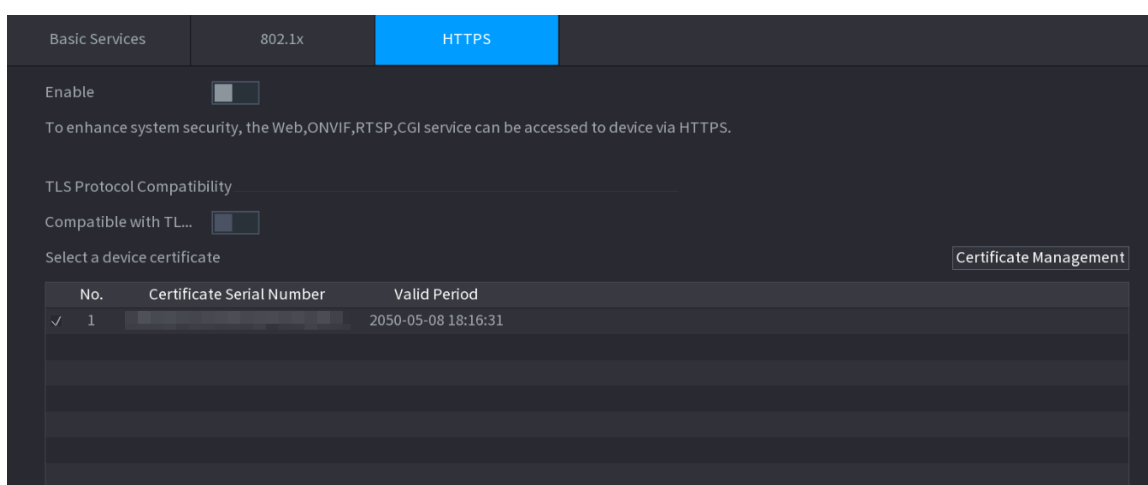 Basic Services 802.1x HTTPS
Enable
To enhance system security, the Web,ONVIF,RTSP,CGI service can be accessed to device via HTTPS.
TLS Protocol Compatibility
Compatible with TL...
Select a device certificate Certificate Management
No. Certificate Serial Number Valid Period
1 2050-05-08 18:16:31